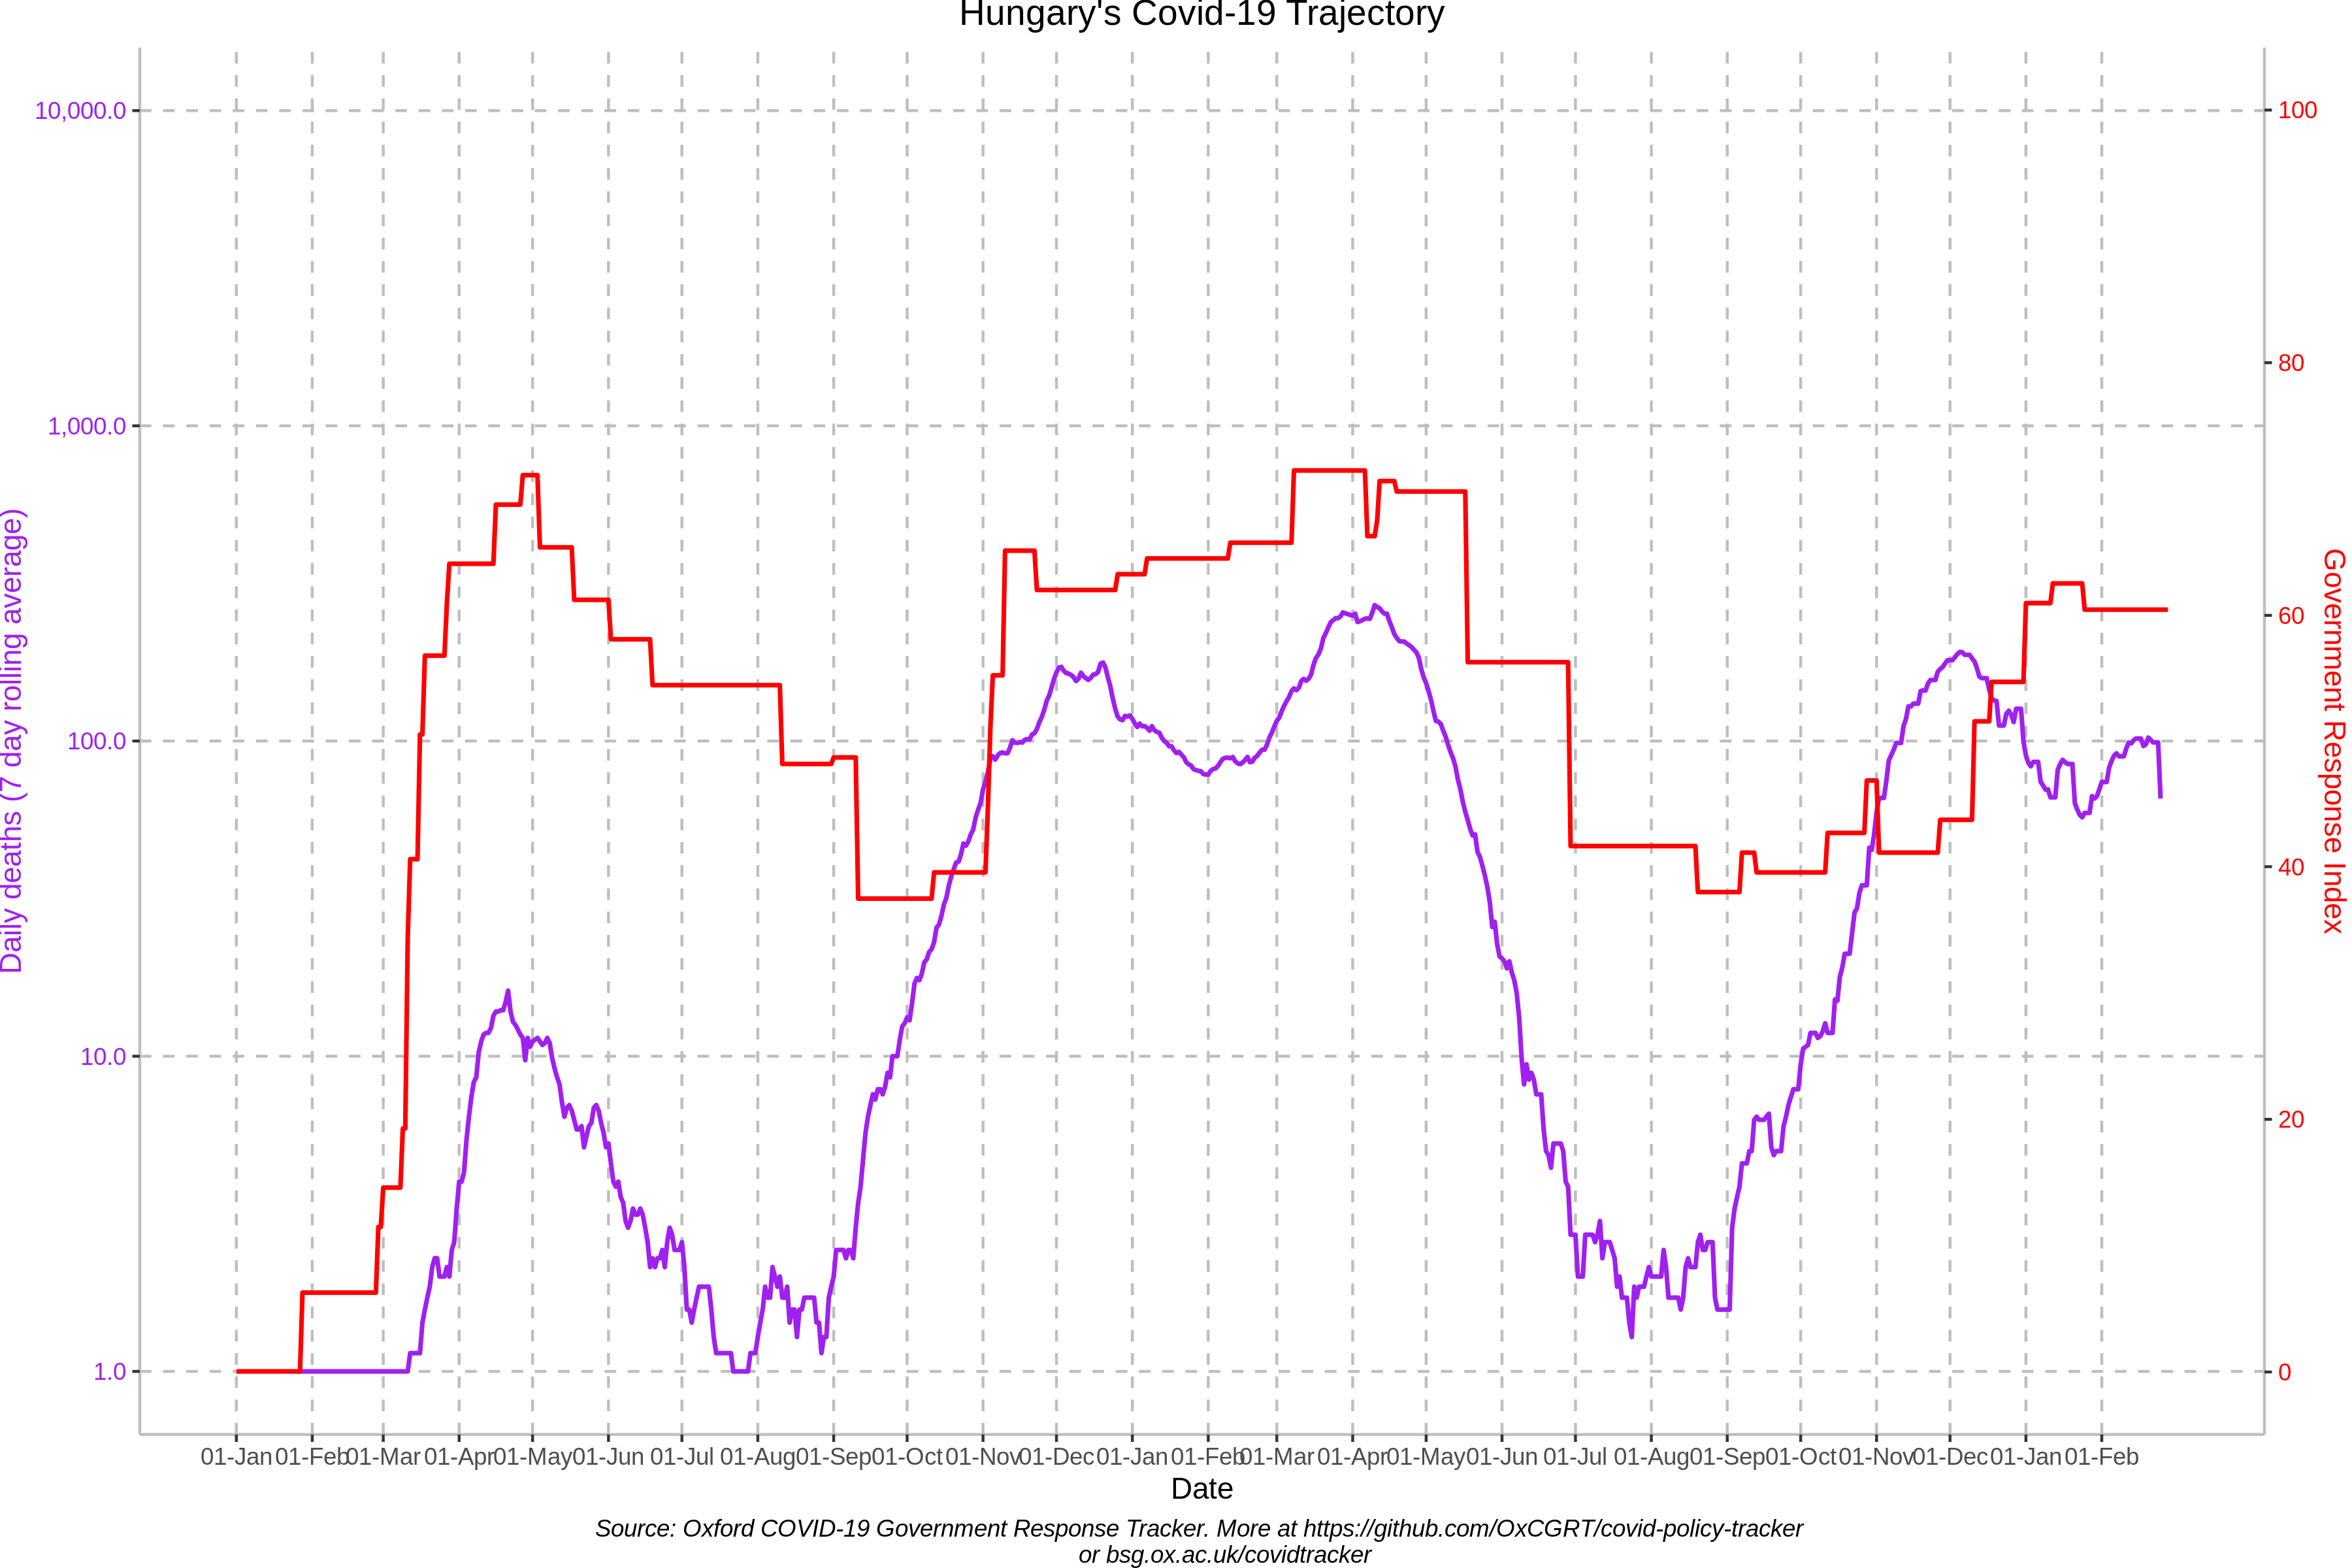 Hungary's Covid-19 Trajectory
Daily deaths (7 day rolling average)
10,000.0
1,000.0
100.0
10.0
1.0
100
80
60
40
20
0
Government Response Index
01-Jan 01-Feb 01-Mar 01-Apr 01-May 01-Jun 01-Jul 01-Aug 01-Sep 01-Oct 01-Nov 01-Dec 01-Jan 01-Feb 01-Mar 01-Apr 01-May 01-Jun 01-Jul 01-Aug 01-Sep 01-Oct 01-Nov 01-Dec 01-Jan 01-Feb
Date
Source: Oxford COVID-19 Government Response Tracker. More at https://github.com/OxCGRT/covid-policy-tracker
or bsg.ox.ac.uk/covidtracker